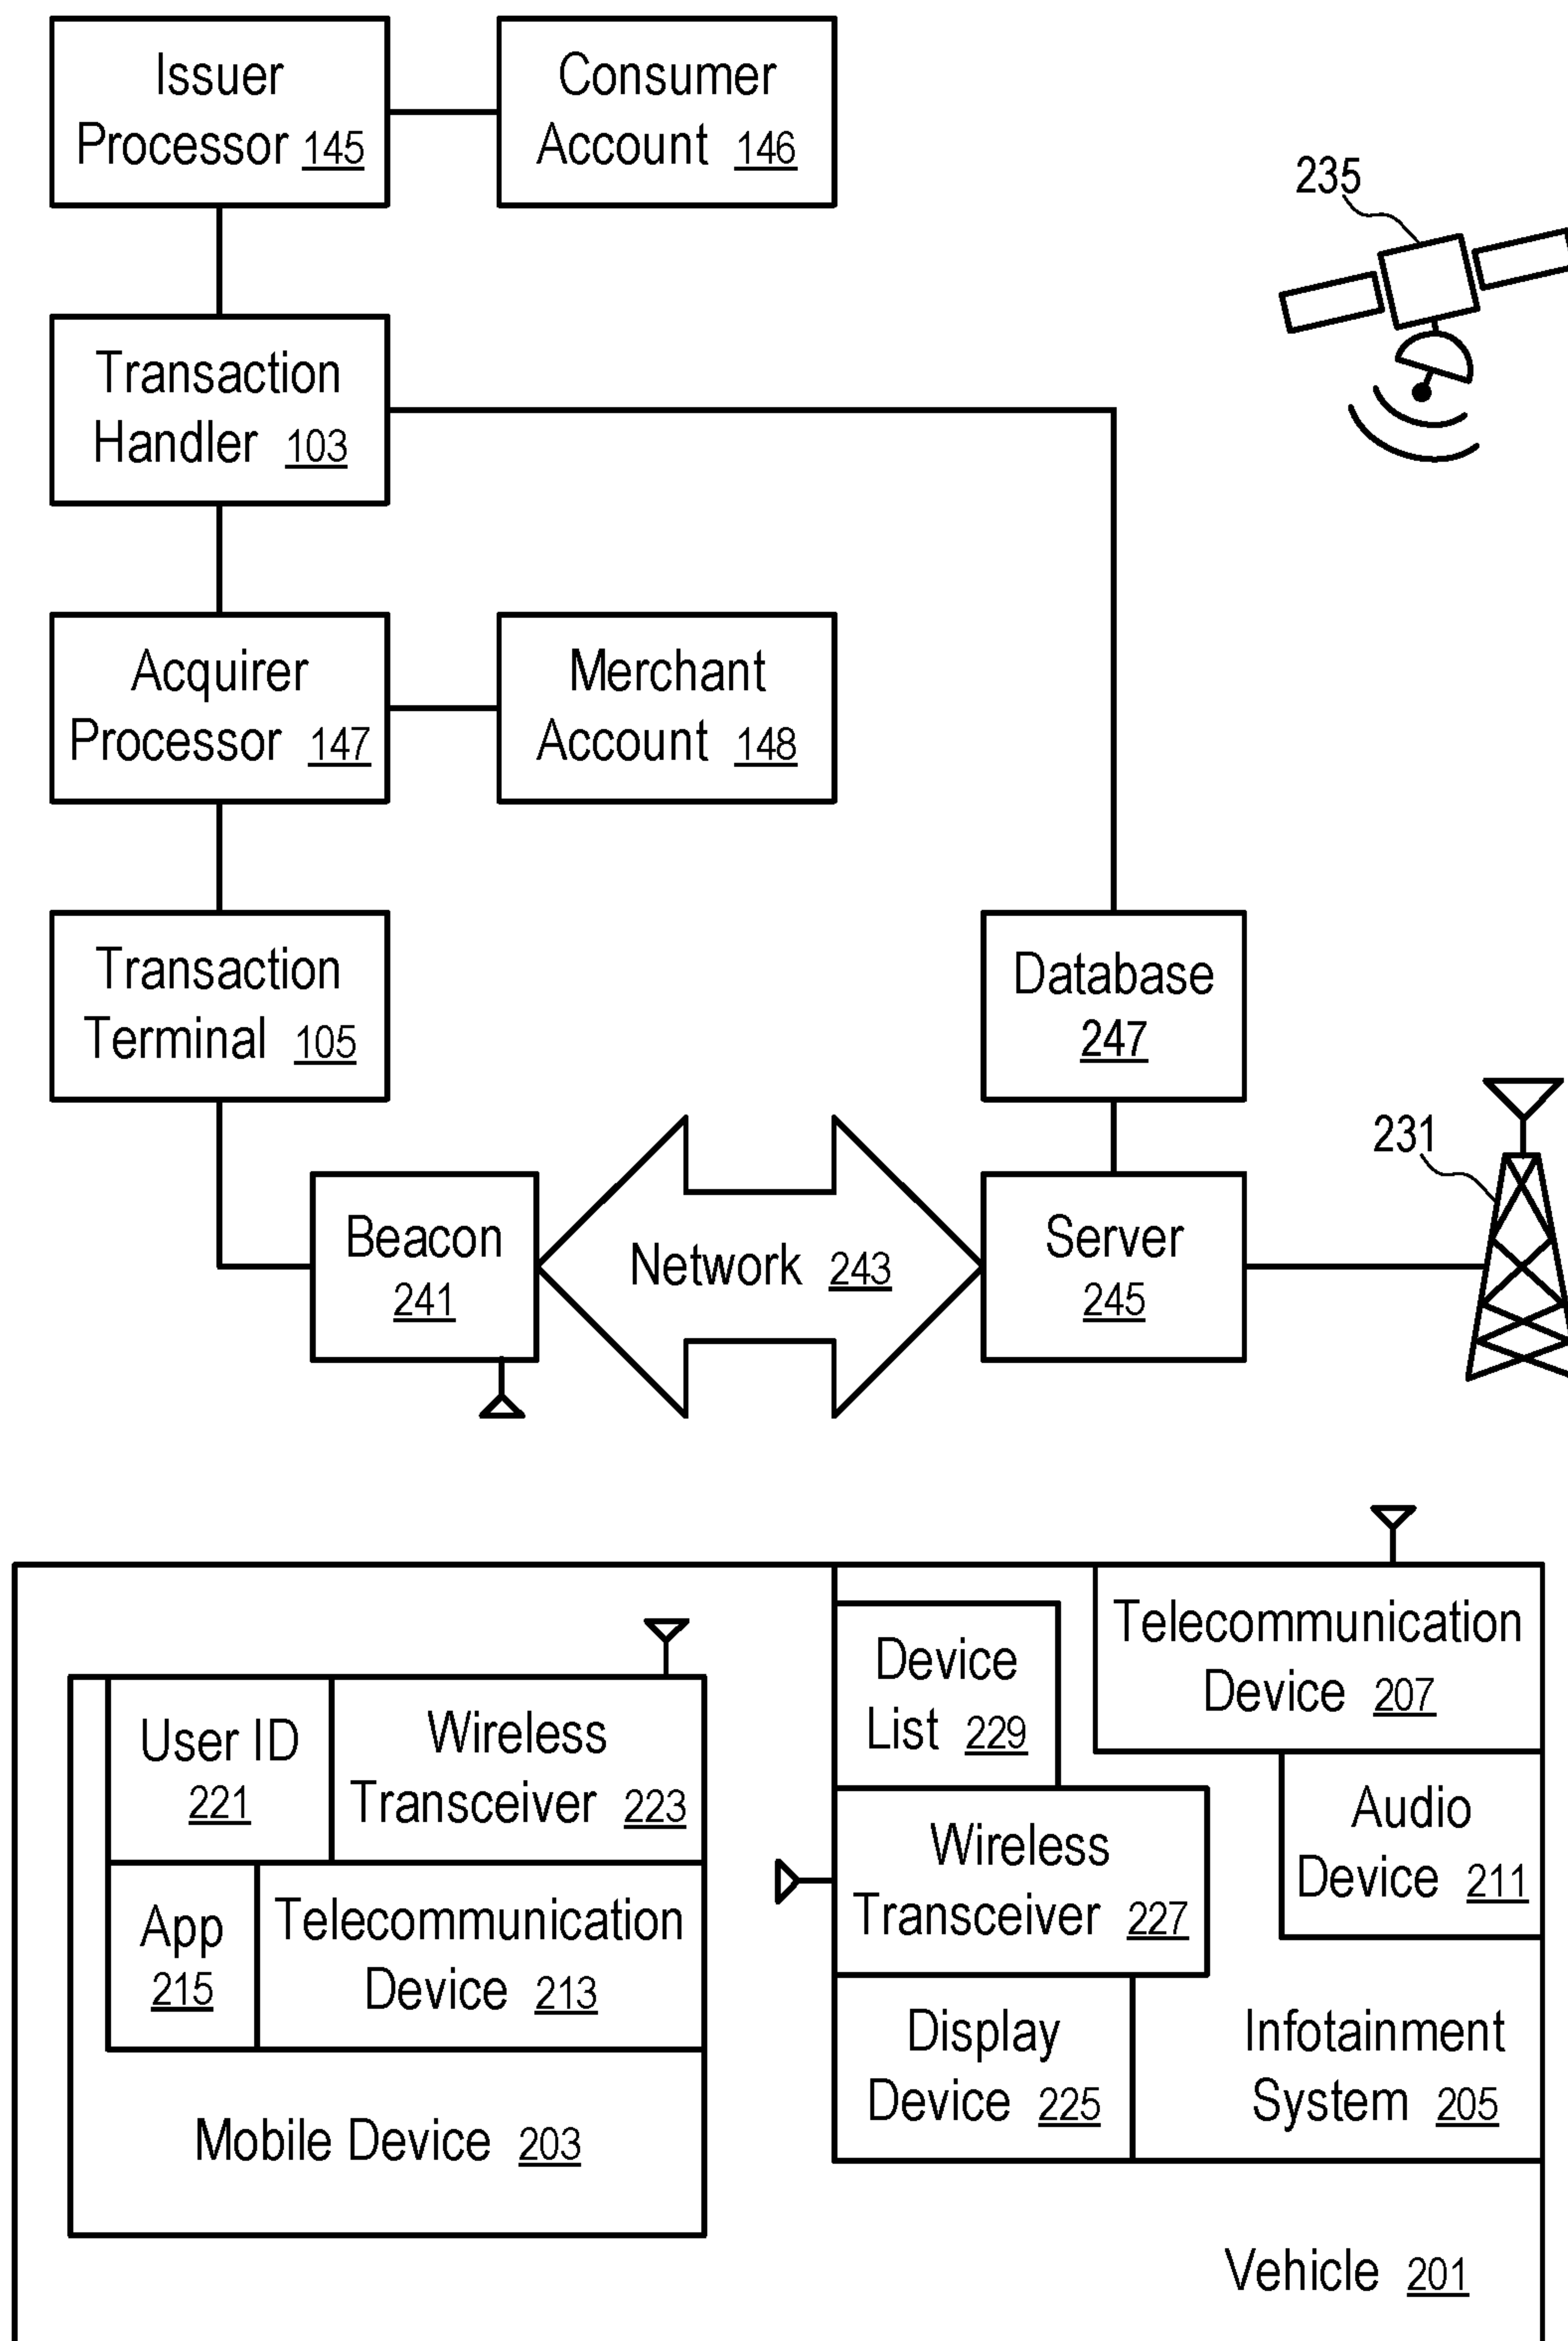 Issuer
Processor 145
Consumer
Account 146
235
Transaction
Handler 103
Acquirer
Processor 147
Merchant
Account 148
Transaction
Terminal 105
Database
247
231
Beacon
241
Network 243
Server
245
Telecommunication
Device 207
Device
List 229
User ID
221
Wireless
Transceiver 223
Audio
Device 211
Wireless
Transceiver 227
App
215
Telecommunication
Device 213
Display
Device 225
Infotainment
System 205
Mobile Device 203
Vehicle 201